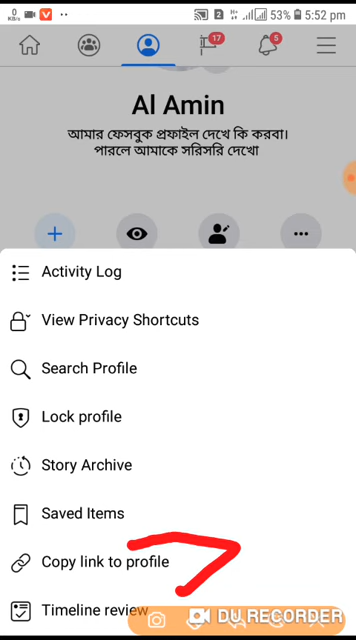 0
KB/s
2
H+
53%
5:52 pm
17
5
Al Amin
আমার ফেসবুক প্রফাইল দেখে কি করবা।
পারলে আমাকে সরিসরি দেখো
Activity Log
View Privacy Shortcuts
Search Profile
Lock profile
Story Archive
Saved Items
Copy link to profile
Timeline review
DU RECORDER